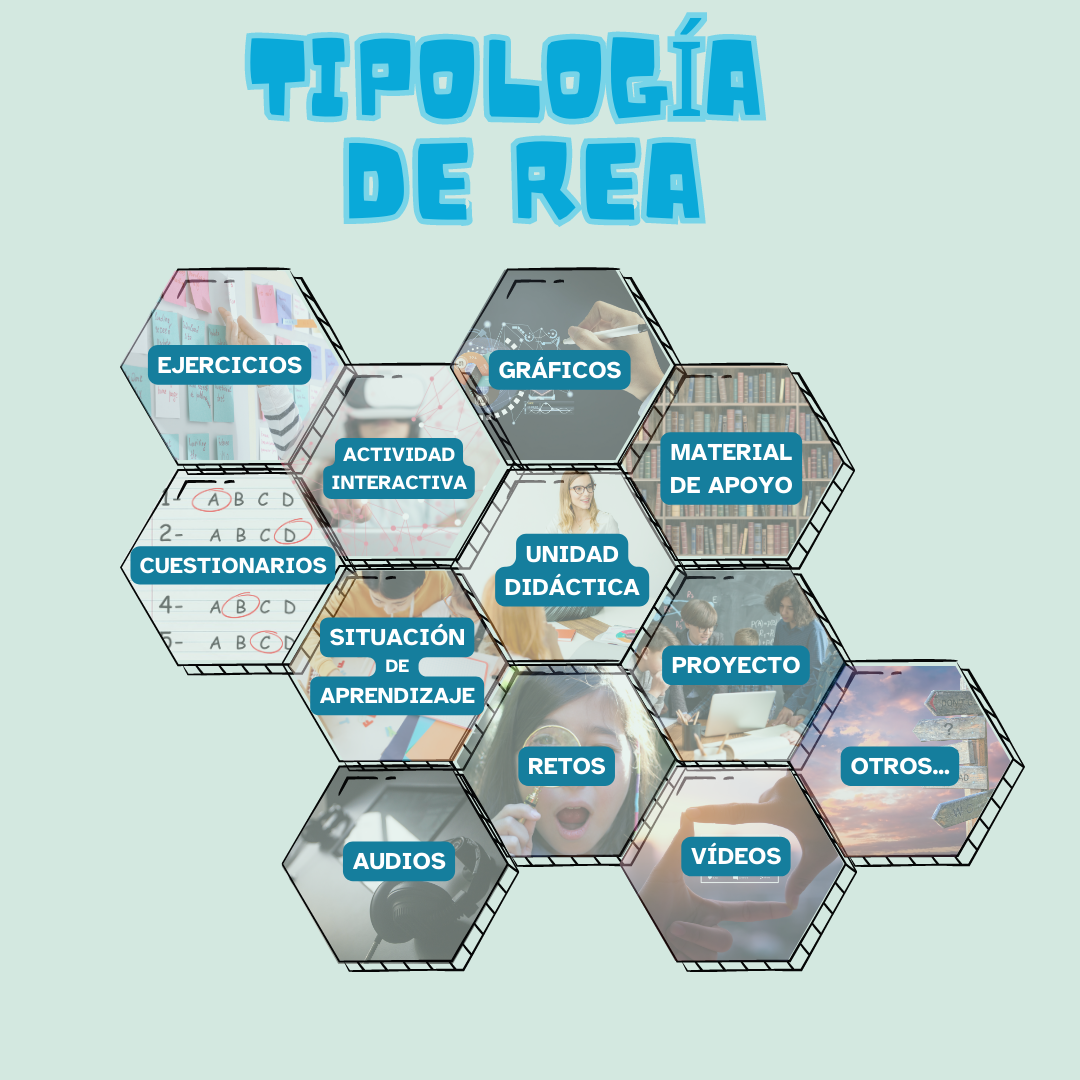 TIPOLOGÍA
DE REA
EJERCICIOS
GRÁFICOS
ACTIVIDAD
INTERACTIVA
MATERIAL
DE APOYO
1- A B C D
2- A B C D
CUESTIONARIOS
4- A B C D
5- A B C D
UNIDAD
DIDÁCTICA
SITUACIÓN
DE
APRENDIZAJE
PROYECTO
RETOS
OTROS...
?
AUDIOS
VÍDEOS